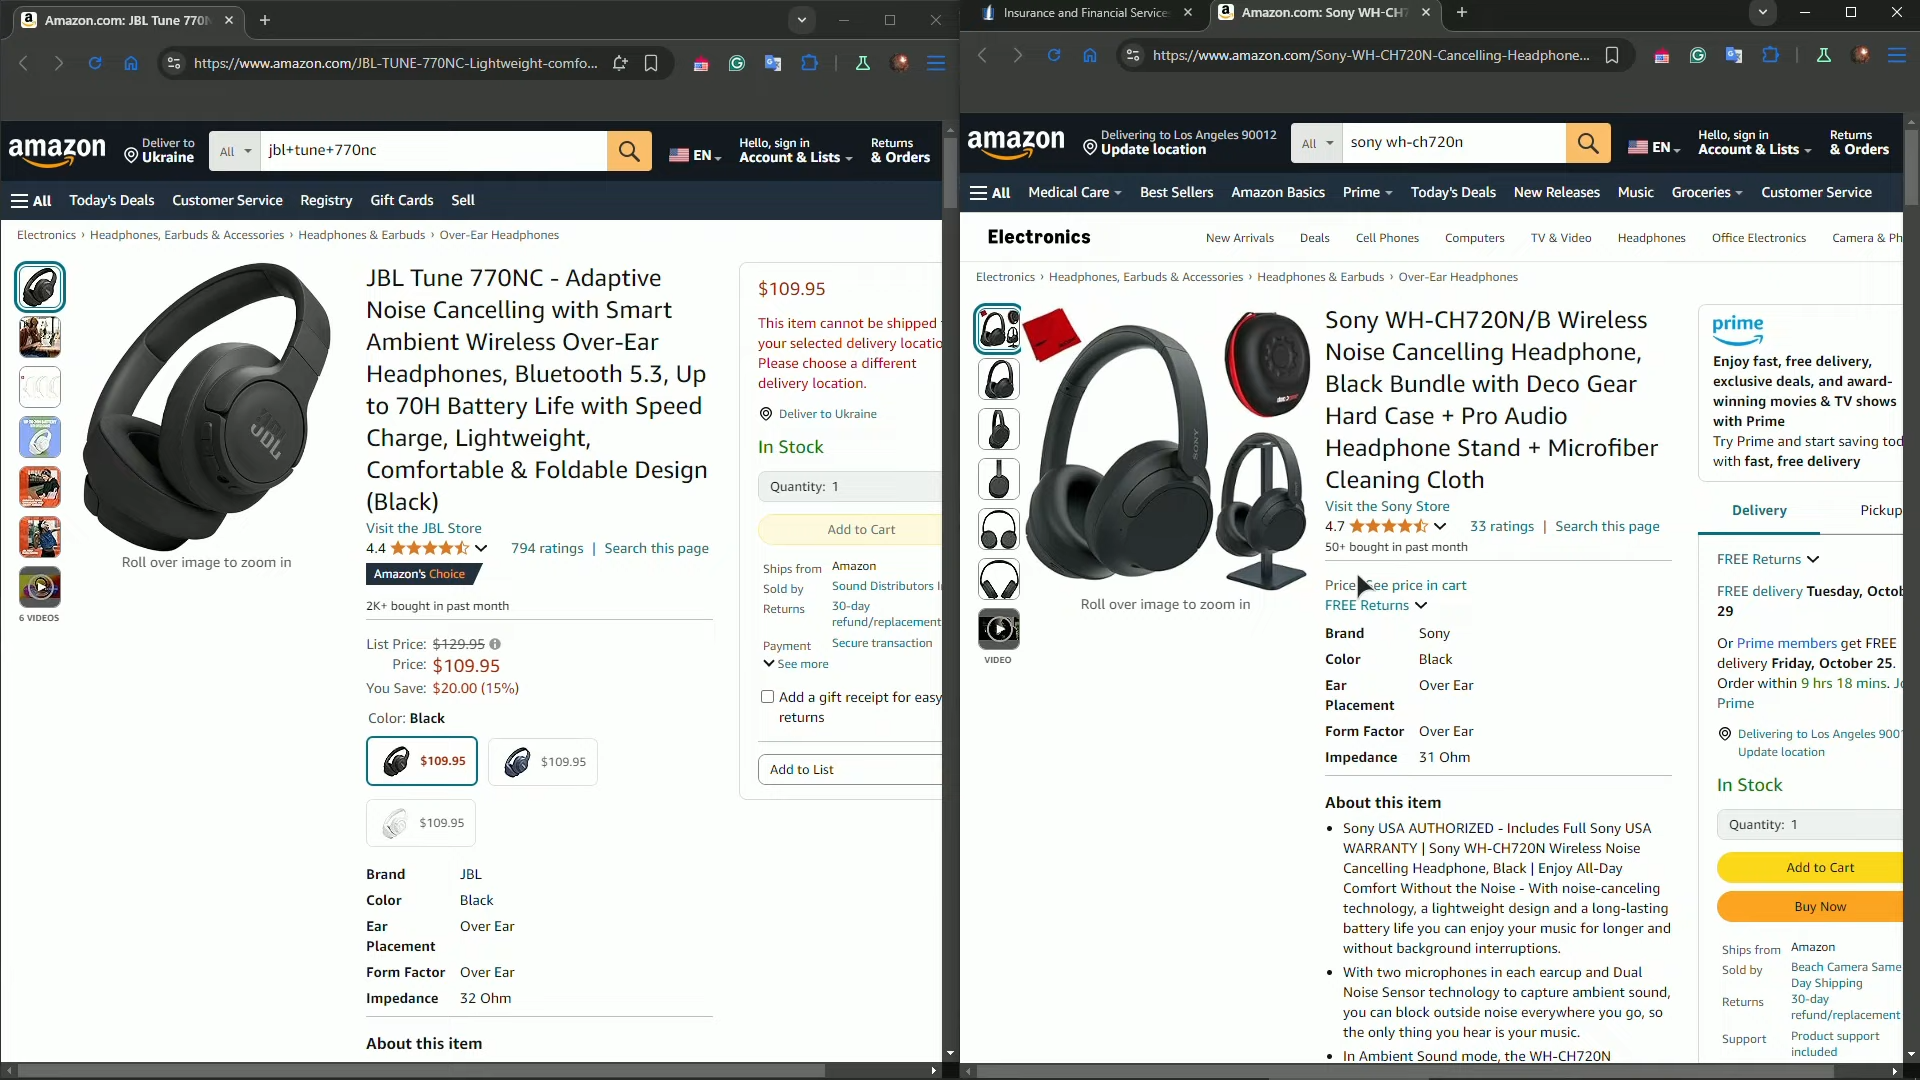 Amazon.com: JBL Tune 770N
https://www.amazon.com/JBL-TUNE-770NC-Lightweight-comfo...
amazon
Deliver to
Ukraine
All
jbl+tune+770nc
EN
Hello, sign in
Account & Lists
Returns
& Orders
All
Today's Deals
Customer Service
Registry
Gift Cards
Sell
Electronics › Headphones, Earbuds & Accessories › Headphones & Earbuds › Over-Ear Headphones
6 VIDEOS
JBL
Roll over image to zoom in
JBL Tune 770NC - Adaptive
Noise Cancelling with Smart
Ambient Wireless Over-Ear
Headphones, Bluetooth 5.3, Up
to 70H Battery Life with Speed
Charge, Lightweight,
Comfortable & Foldable Design
(Black)
Visit the JBL Store
4.4
794 ratings | Search this page
Amazon's Choice
2K+ bought in past month
List Price: $129.95
Price: $109.95
You Save: $20.00 (15%)
Color: Black
$109.95
$109.95
$109.95
Brand JBL
Color Black
Ear
Placement
Over Ear
Form Factor Over Ear
Impedance 32 Ohm
About this item
$109.95
This item cannot be shipped
your selected delivery locatio
Please choose a different
delivery location.
Deliver to Ukraine
In Stock
Quantity: 1
Add to Cart
Ships from Amazon
Sold by Sound Distributors I
Returns 30-day
refund/replacement
Payment Secure transaction
See more
Add a gift receipt for easy
returns
Add to List
Insurance and Financial Service
Amazon.com: Sony WH-CH7
https://www.amazon.com/Sony-WH-CH720N-Cancelling-Headphone...
amazon
Delivering to Los Angeles 90012
Update location
All
sony wh-ch720n
EN
Hello, sign in
Account & Lists
Returns
& Orders
All
Medical Care
Best Sellers
Amazon Basics
Prime
Today's Deals
New Releases
Music
Groceries
Customer Service
Electronics
New Arrivals
Deals
Cell Phones
Computers
TV & Video
Headphones
Office Electronics
Camera & Ph
Electronics › Headphones, Earbuds & Accessories › Headphones & Earbuds › Over-Ear Headphones
VIDEO
SONY
Roll over image to zoom in
Sony WH-CH720N/B Wireless
Noise Cancelling Headphone,
Black Bundle with Deco Gear
Hard Case + Pro Audio
Headphone Stand + Microfiber
Cleaning Cloth
Visit the Sony Store
4.7
33 ratings | Search this page
50+ bought in past month
Price See price in cart
FREE Returns
Brand Sony
Color Black
Ear
Placement
Over Ear
Form Factor Over Ear
Impedance 31 Ohm
About this item
• Sony USA AUTHORIZED - Includes Full Sony USA
WARRANTY | Sony WH-CH720N Wireless Noise
Cancelling Headphone, Black | Enjoy All-Day
Comfort Without the Noise - With noise-canceling
technology, a lightweight design and a long-lasting
battery life you can enjoy your music for longer and
without background interruptions.
• With two microphones in each earcup and Dual
Noise Sensor technology to capture ambient sound,
you can block outside noise everywhere you go, so
the only thing you hear is your music.
• In Ambient Sound mode, the WH-CH720N
prime
Enjoy fast, free delivery,
exclusive deals, and award-
winning movies & TV shows
with Prime
Try Prime and start saving tod
with fast, free delivery
Delivery
Pickup
FREE Returns
FREE delivery Tuesday, Octob
29
Or Prime members get FREE
delivery Friday, October 25.
Order within 9 hrs 18 mins. Jo
Prime
Delivering to Los Angeles 9001
Update location
In Stock
Quantity: 1
Add to Cart
Buy Now
Ships from Amazon
Sold by Beach Camera Same
Day Shipping
Returns 30-day
refund/replacement
Support Product support
included